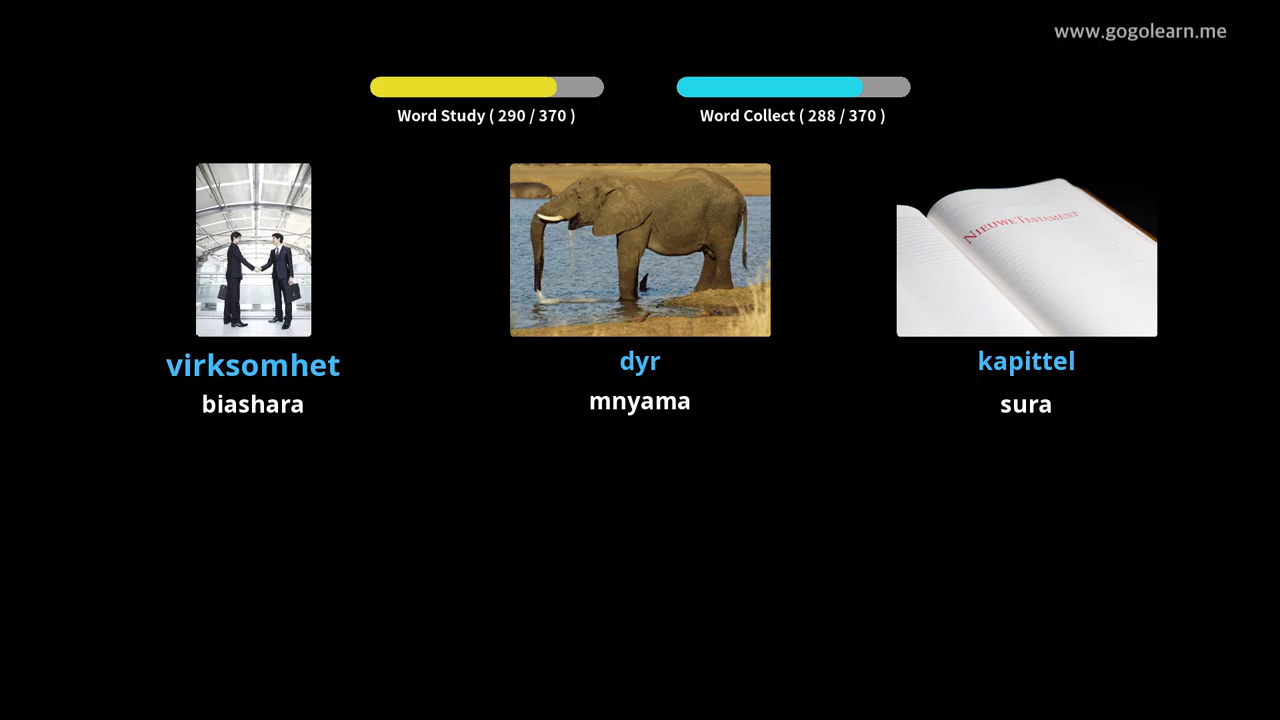 www.gogolearn.me
Word Study ( 290 / 370 )
Word Collect ( 288 / 370 )
NIEUWE TESTAMENT
virksomhet
dyr
kapittel
biashara
mnyama
sura